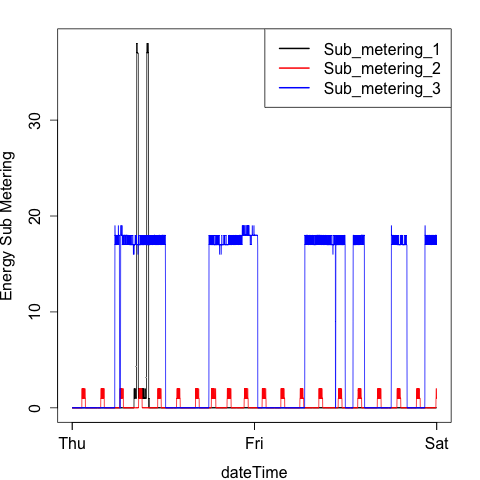 Sub_metering_1
Sub_metering_2
Sub_metering_3
Energy Sub Metering
30
20
10
0
Thu
Fri
Sat
dateTime